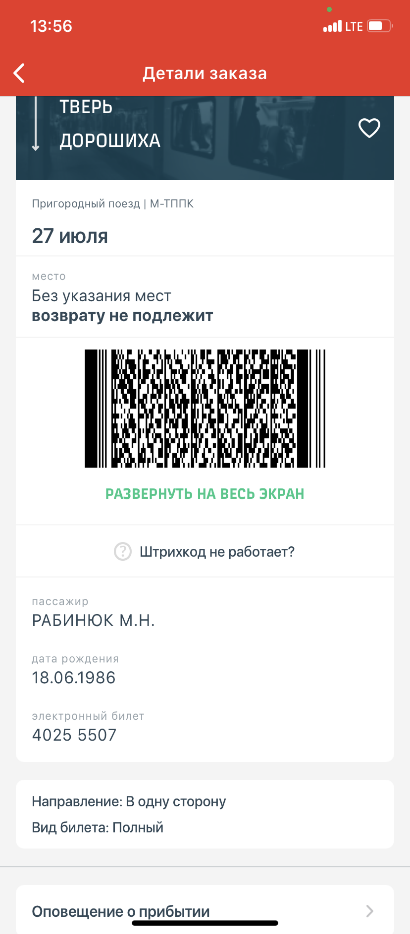 13:56
LTE
Детали заказа
ТВЕРЬ
ДОРОШИХА
Пригородный поезд | М-ТППК
27 июля
место
Без указания мест
возврату не подлежит
РАЗВЕРНУТЬ НА ВЕСЬ ЭКРАН
? Штрихкод не работает?
пассажир
РАБИНЮК М.Н.
дата рождения
18.06.1986
электронный билет
4025 5507
Направление: В одну сторону
Вид билета: Полный
Оповещение о прибытии